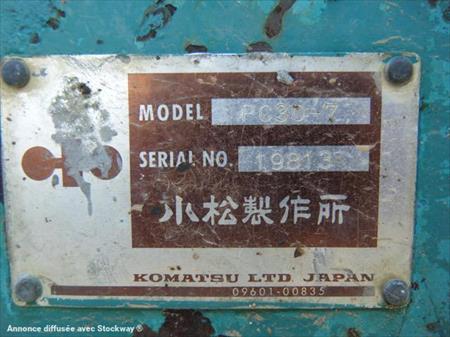 MODEL PC30-7
SERIAL NO. 19813
小松製作所
KOMATSU LTD JAPAN
09601-00835
Annonce diffusée avec Stockway ®